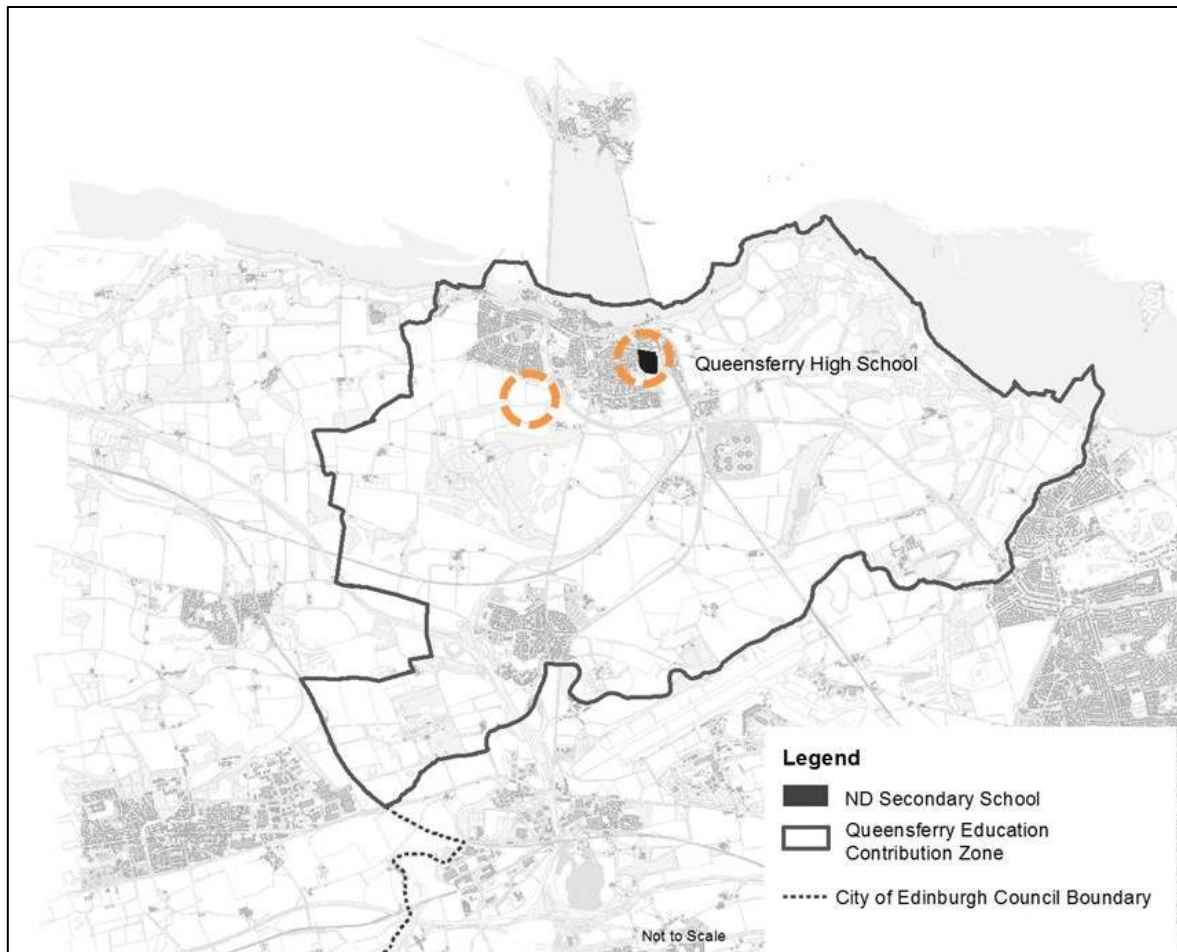 Queensferry High School
Legend
ND Secondary School
Queensferry Education
Contribution Zone
City of Edinburgh Council Boundary
Not to Scale